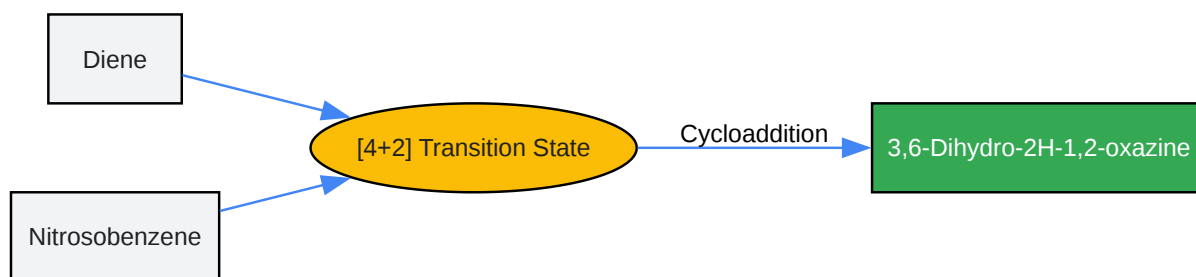 Diene
[4+2] Transition State
Cycloaddition
3,6-Dihydro-2H-1,2-oxazine
Nitrosobenzene